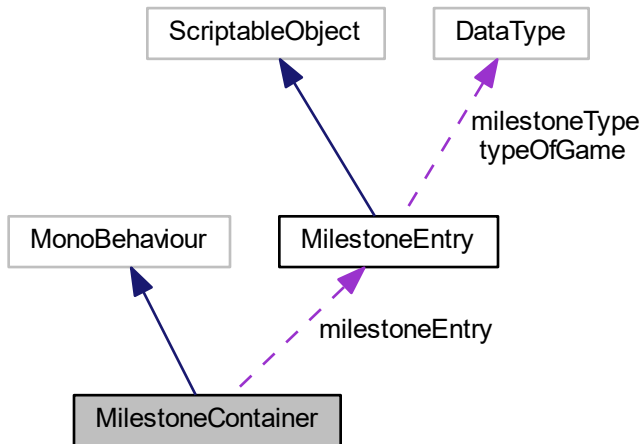 ScriptableObject
DataType
milestoneType
typeOfGame
MonoBehaviour
MilestoneEntry
milestoneEntry
MilestoneContainer